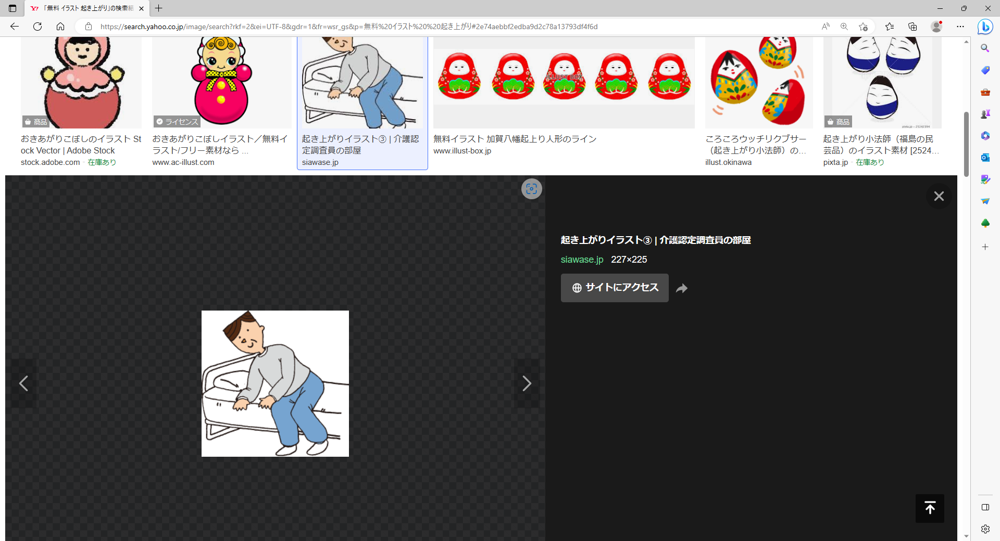 「無料 イラスト 起き上がり」の検索結
https://search.yahoo.co.jp/image/search?rkf=2&ei=UTF-8&gdr=1&fr=wsr_gs&p=無料%20イラスト%20%20起き上がり#2e74aebbf2edba9d2c78a13793df4f6d
商品
おきあがりこぼしのイラスト St
ock Vector | Adobe Stock
stock.adobe.com - 在庫あり
ライセンス
おきあがりこぼしイラスト／無料イ
ラスト/フリー素材なら ...
www.ac-illust.com
起き上がりイラスト③ | 介護認
定調査員の部屋
siawase.jp
ILLUST BOX
無料イラスト 加賀八幡起上り人形のライン
www.illust-box.jp
ころころウッチリクブサー
（起き上がり小法師）の...
illust.okinawa
pixta.jp - 25242394
商品
起き上がり小法師（福島の民
芸品）のイラスト素材 [2524...
pixta.jp - 在庫あり
起き上がりイラスト③ | 介護認定調査員の部屋
siawase.jp 227×225
サイトにアクセス